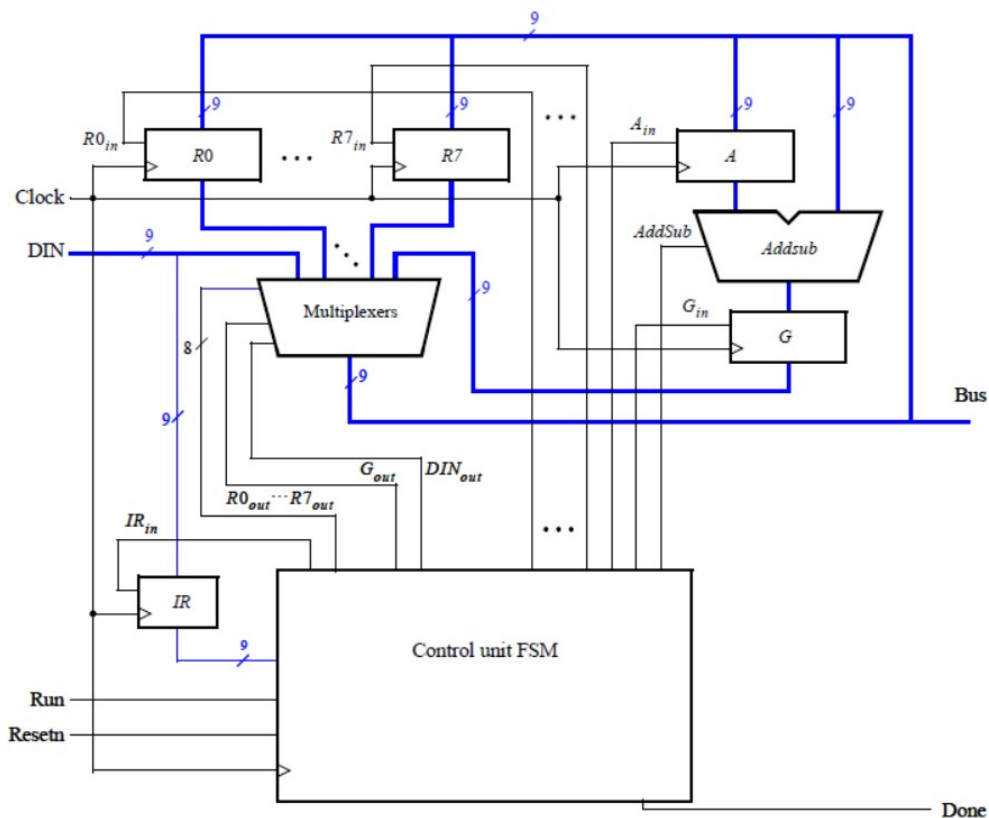 9
9
9
9
9
R0in
R0
...
R7in
R7
...
Ain
A
Clock
DIN
9
Multiplexers
AddSub
Addsub
9
Gin
G
8
9
9
Bus
Gout
DINout
R0out...R7out
IRin
...
IR
9
Control unit FSM
Run
Resetn
Done